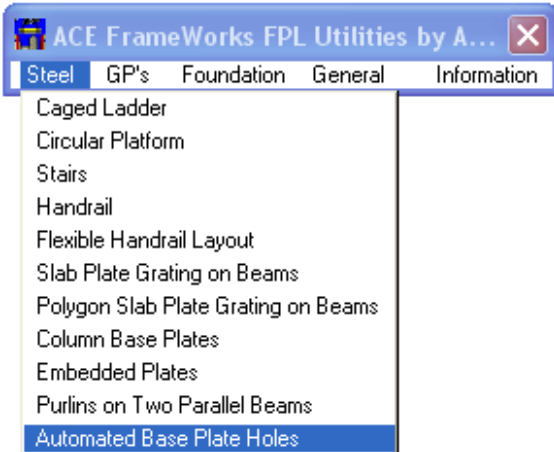 ACE FrameWorks FPL Utilities by A...
Steel GP's Foundation General Information
Caged Ladder
Circular Platform
Stairs
Handrail
Flexible Handrail Layout
Slab Plate Grating on Beams
Polygon Slab Plate Grating on Beams
Column Base Plates
Embedded Plates
Purlins on Two Parallel Beams
Automated Base Plate Holes